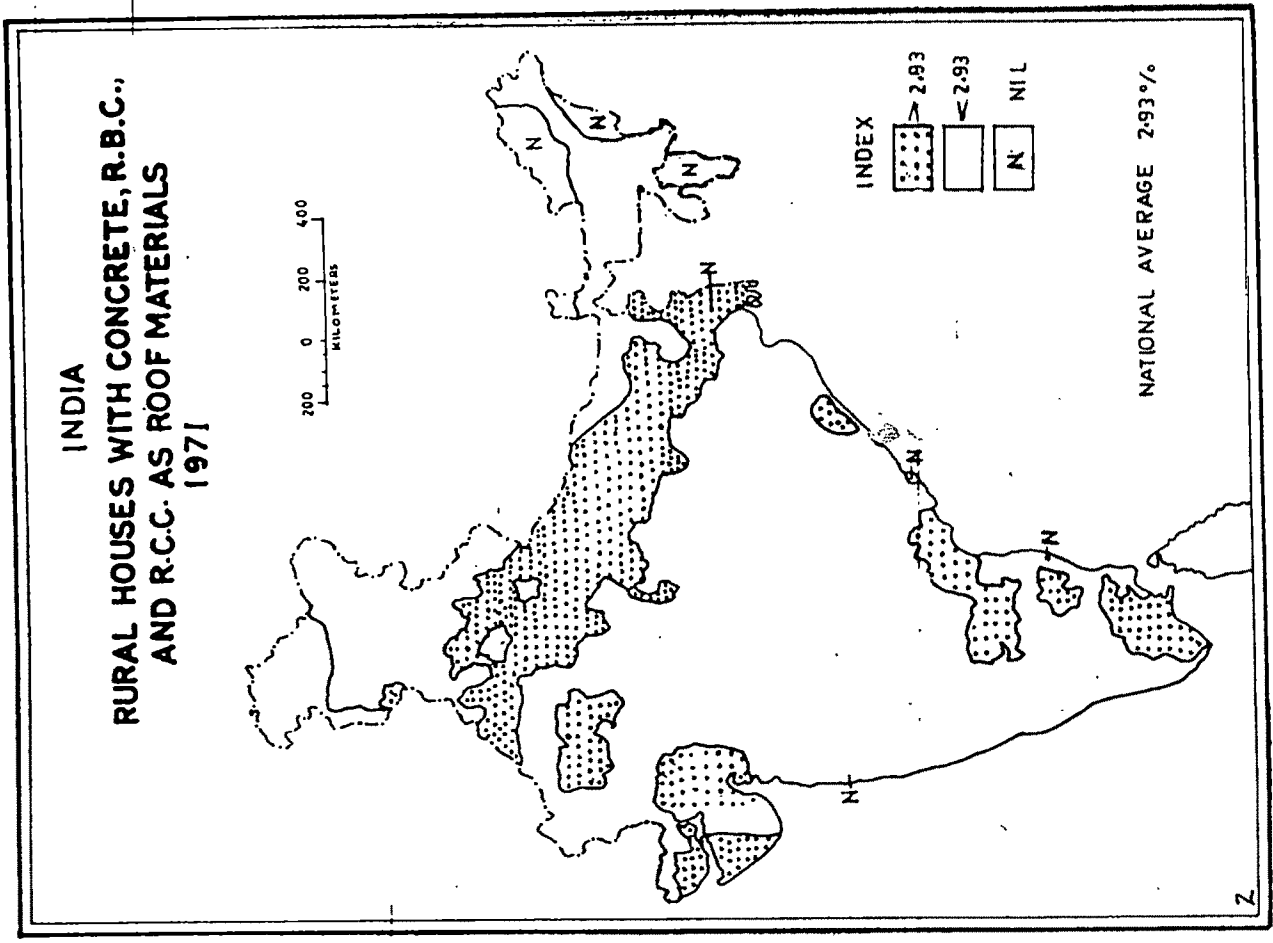 INDIA
RURAL HOUSES WITH CONCRETE, R.B.C.,
AND R.C.C. AS ROOF MATERIALS
1971
200 0 200 400
KILOMETERS
N
N
N
N
N
N
N
INDEX
> 2.93
< 2.93
N NIL
NATIONAL AVERAGE 2.93%